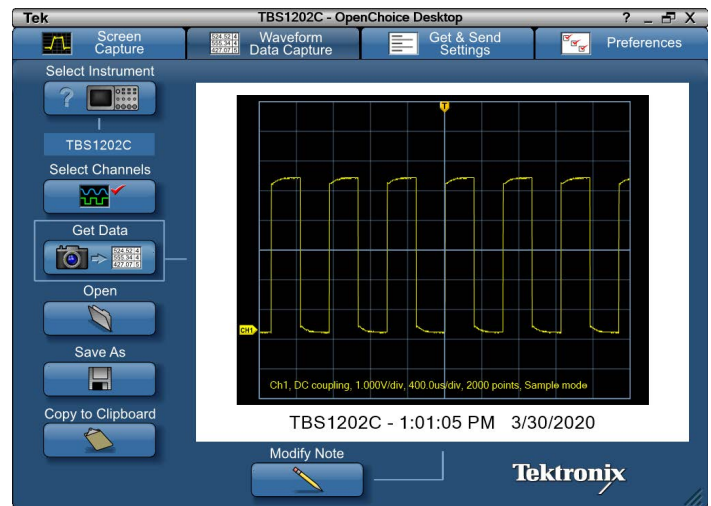 Tek
TBS1202C - OpenChoice Desktop
? _ X
Screen
Capture
Waveform
Data Capture
Get & Send
Settings
Preferences
Select Instrument
?
TBS1202C
Select Channels
Get Data
Open
Save As
Copy to Clipboard
T
CH1
Ch1, DC coupling, 1.000V/div, 400.0us/div, 2000 points, Sample mode
TBS1202C - 1:01:05 PM 3/30/2020
Modify Note
Tektronix